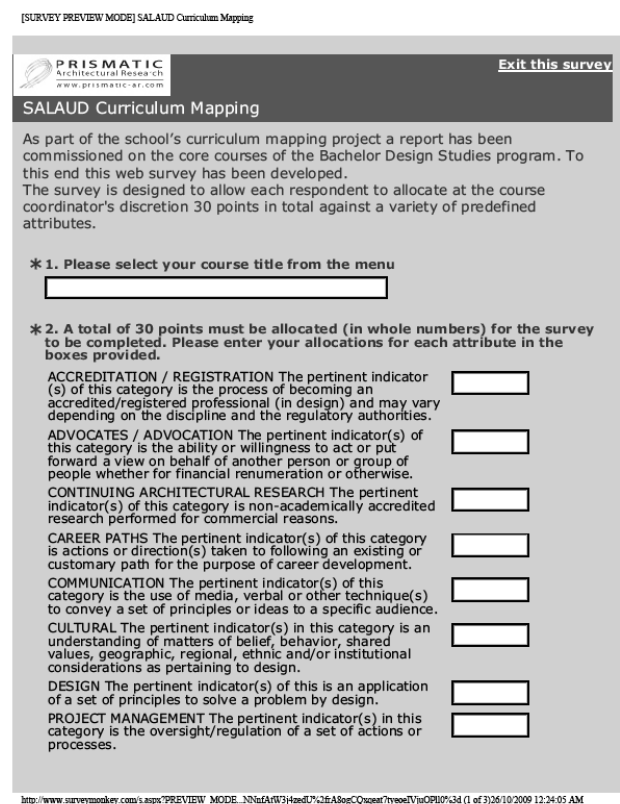 [SURVEY PREVIEW MODE] SALAUD Curriculum Mapping
PRISMATIC
Architectural Research
www.prismatic-ar.com
Exit this survey
SALAUD Curriculum Mapping
As part of the school's curriculum mapping project a report has been
commissioned on the core courses of the Bachelor Design Studies program. To
this end this web survey has been developed.
The survey is designed to allow each respondent to allocate at the course
coordinator's discretion 30 points in total against a variety of predefined
attributes.
*1. Please select your course title from the menu
*2. A total of 30 points must be allocated (in whole numbers) for the survey
to be completed. Please enter your allocations for each attribute in the
boxes provided.
ACCREDITATION / REGISTRATION The pertinent indicator
(s) of this category is the process of becoming an
accredited/registered professional (in design) and may vary
depending on the discipline and the regulatory authorities.
ADVOCATES / ADVOCATION The pertinent indicator(s) of
this category is the ability or willingness to act or put
forward a view on behalf of another person or group of
people whether for financial renumeration or otherwise.
CONTINUING ARCHITECTURAL RESEARCH The pertinent
indicator(s) of this category is non-academically accredited
research performed for commercial reasons.
CAREER PATHS The pertinent indicator(s) of this category
is actions or direction(s) taken to following an existing or
customary path for the purpose of career development.
COMMUNICATION The pertinent indicator(s) of this
category is the use of media, verbal or other technique(s)
to convey a set of principles or ideas to a specific audience.
CULTURAL The pertinent indicator(s) in this category is an
understanding of matters of belief, behavior, shared
values, geographic, regional, ethnic and/or institutional
considerations as pertaining to design.
DESIGN The pertinent indicator(s) of this is an application
of a set of principles to solve a problem by design.
PROJECT MANAGEMENT The pertinent indicator(s) in this
category is the oversight/regulation of a set of actions or
processes.
(1 of 3)26/10/2009 12:24:05 AM